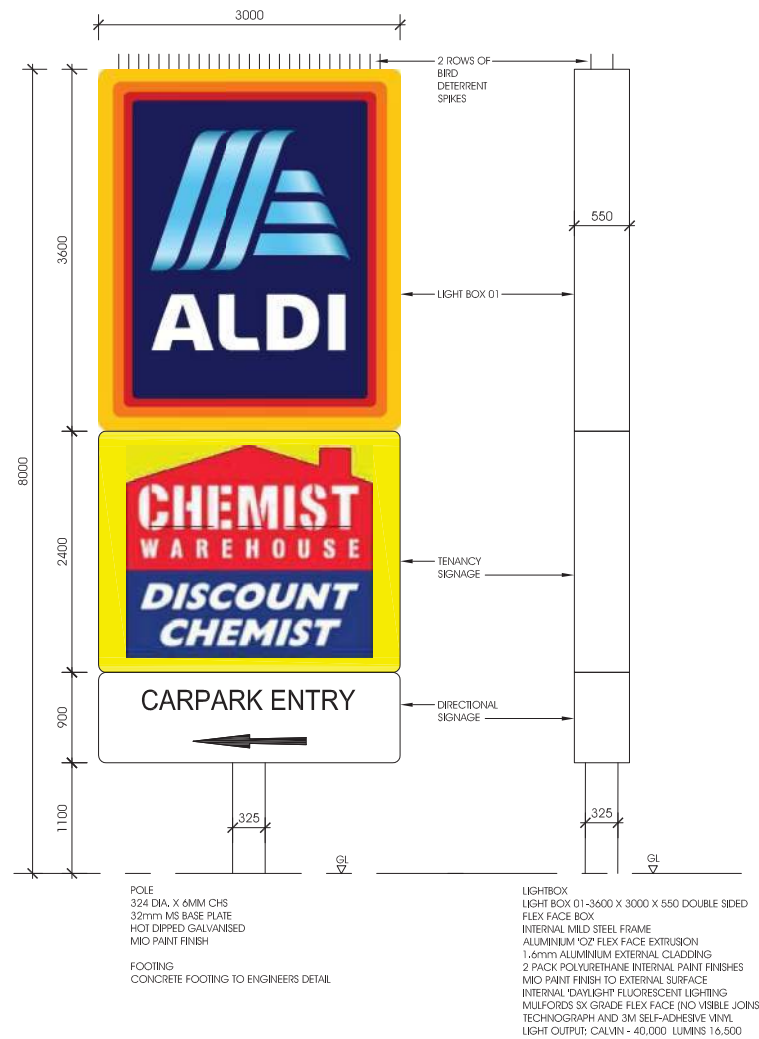 3000
2 ROWS OF
BIRD
DETERRENT
SPIKES
3600
550
ALDI
LIGHT BOX 01
8000
CHEMIST
WAREHOUSE
DISCOUNT
CHEMIST
2400
TENANCY
SIGNAGE
CARPARK ENTRY
900
DIRECTIONAL
SIGNAGE
1100
325
325
GL
GL
POLE
324 DIA. X 6MM CHS
32mm MS BASE PLATE
HOT DIPPED GALVANISED
MIO PAINT FINISH
FOOTING
CONCRETE FOOTING TO ENGINEERS DETAIL
LIGHTBOX
LIGHT BOX 01-3600 X 3000 X 550 DOUBLE SIDED
FLEX FACE BOX
INTERNAL MILD STEEL FRAME
ALUMINIUM 'OZ' FLEX FACE EXTRUSION
1.6mm ALUMINIUM EXTERNAL CLADDING
2 PACK POLYURETHANE INTERNAL PAINT FINISHES
MIO PAINT FINISH TO EXTERNAL SURFACE
INTERNAL 'DAYLIGHT' FLUORESCENT LIGHTING
MULFORDS SX GRADE FLEX FACE (NO VISIBLE JOINS
TECHNOGRAPH AND 3M SELF-ADHESIVE VINYL
LIGHT OUTPUT; CALVIN - 40,000 LUMINS 16,500